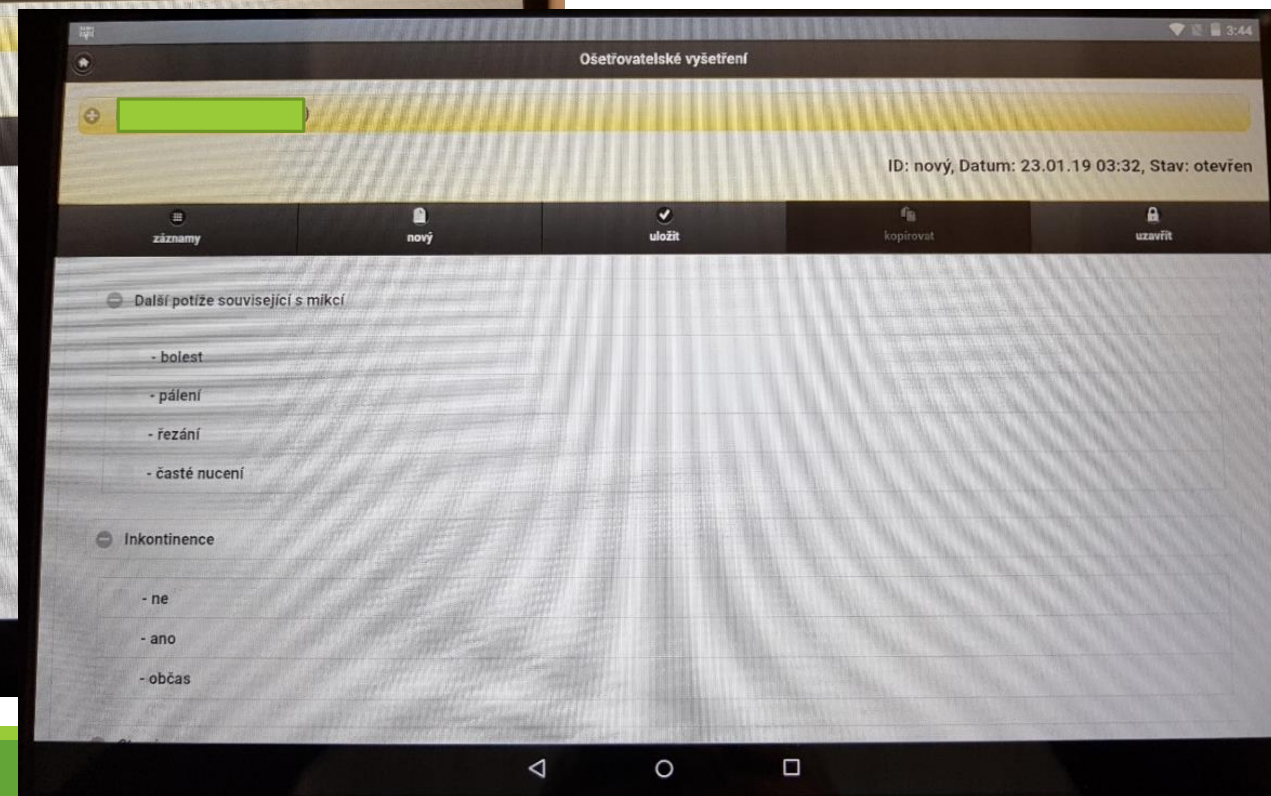 3:44
Ošetřovatelské vyšetření
ID: nový, Datum: 23.01.19 03:32, Stav: otevřen
záznamy nový uložit kopírovat uzavřít
Další potíže související s mikcí
- bolest
- pálení
- řezání
- časté nucení
Inkontinence
- ne
- ano
- občas